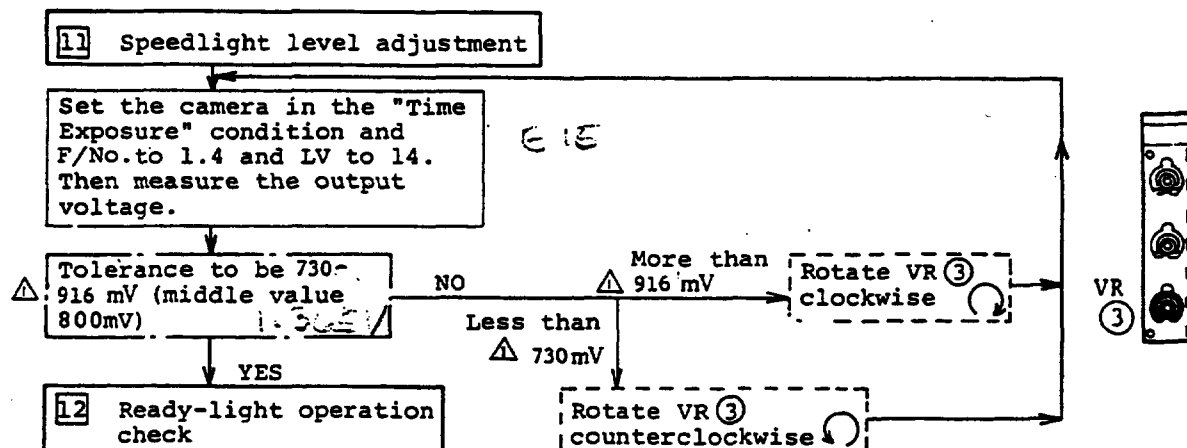 11 Speedlight level adjustment
Set the camera in the "Time
Exposure" condition and
F/No.to 1.4 and LV to 14.
Then measure the output
voltage.
Tolerance to be 730-
916 mV (middle value
800mV)
NO
More than
1 916 mV
Rotate VR ③
clockwise
Less than
1 730mV
Rotate VR ③
counterclockwise
YES
12 Ready-light operation
check
VR
③